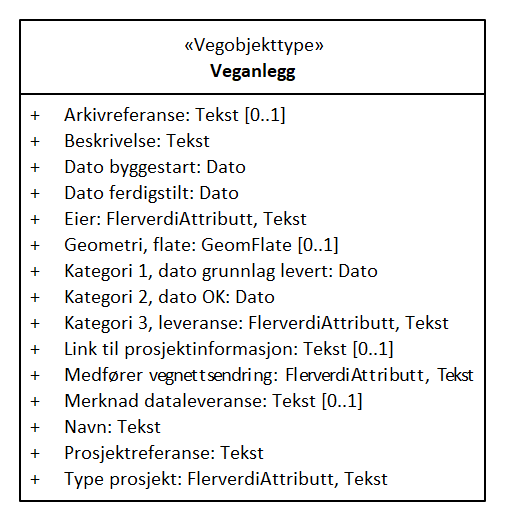 «Vegobjekttype»
Veganlegg
+ Arkivreferanse: Tekst [0..1]
+ Beskrivelse: Tekst
+ Dato byggestart: Dato
+ Dato ferdigstilt: Dato
+ Eier: FlerverdiAttributt, Tekst
+ Geometri, flate: GeomFlate [0..1]
+ Kategori 1, dato grunnlag levert: Dato
+ Kategori 2, dato OK: Dato
+ Kategori 3, leveranse: FlerverdiAttributt, Tekst
+ Link til prosjektinformasjon: Tekst [0..1]
+ Medfører vegnettsendring: FlerverdiAttributt, Tekst
+ Merknad dataleveranse: Tekst [0..1]
+ Navn: Tekst
+ Prosjektreferanse: Tekst
+ Type prosjekt: FlerverdiAttributt, Tekst